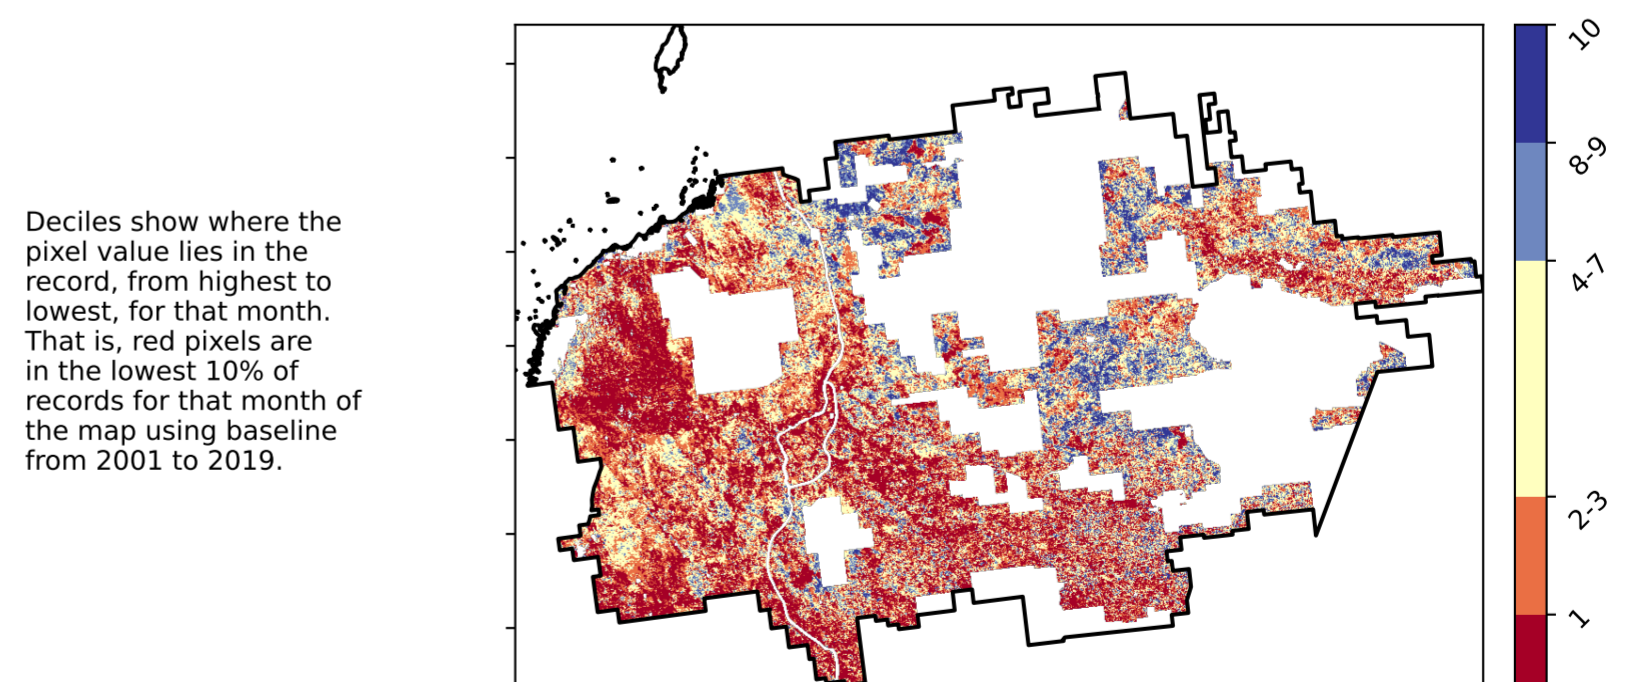 Deciles show where the
pixel value lies in the
record, from highest to
lowest, for that month.
That is, red pixels are
in the lowest 10% of
records for that month of
the map using baseline
from 2001 to 2019.
10
8-9
4-7
2-3
1